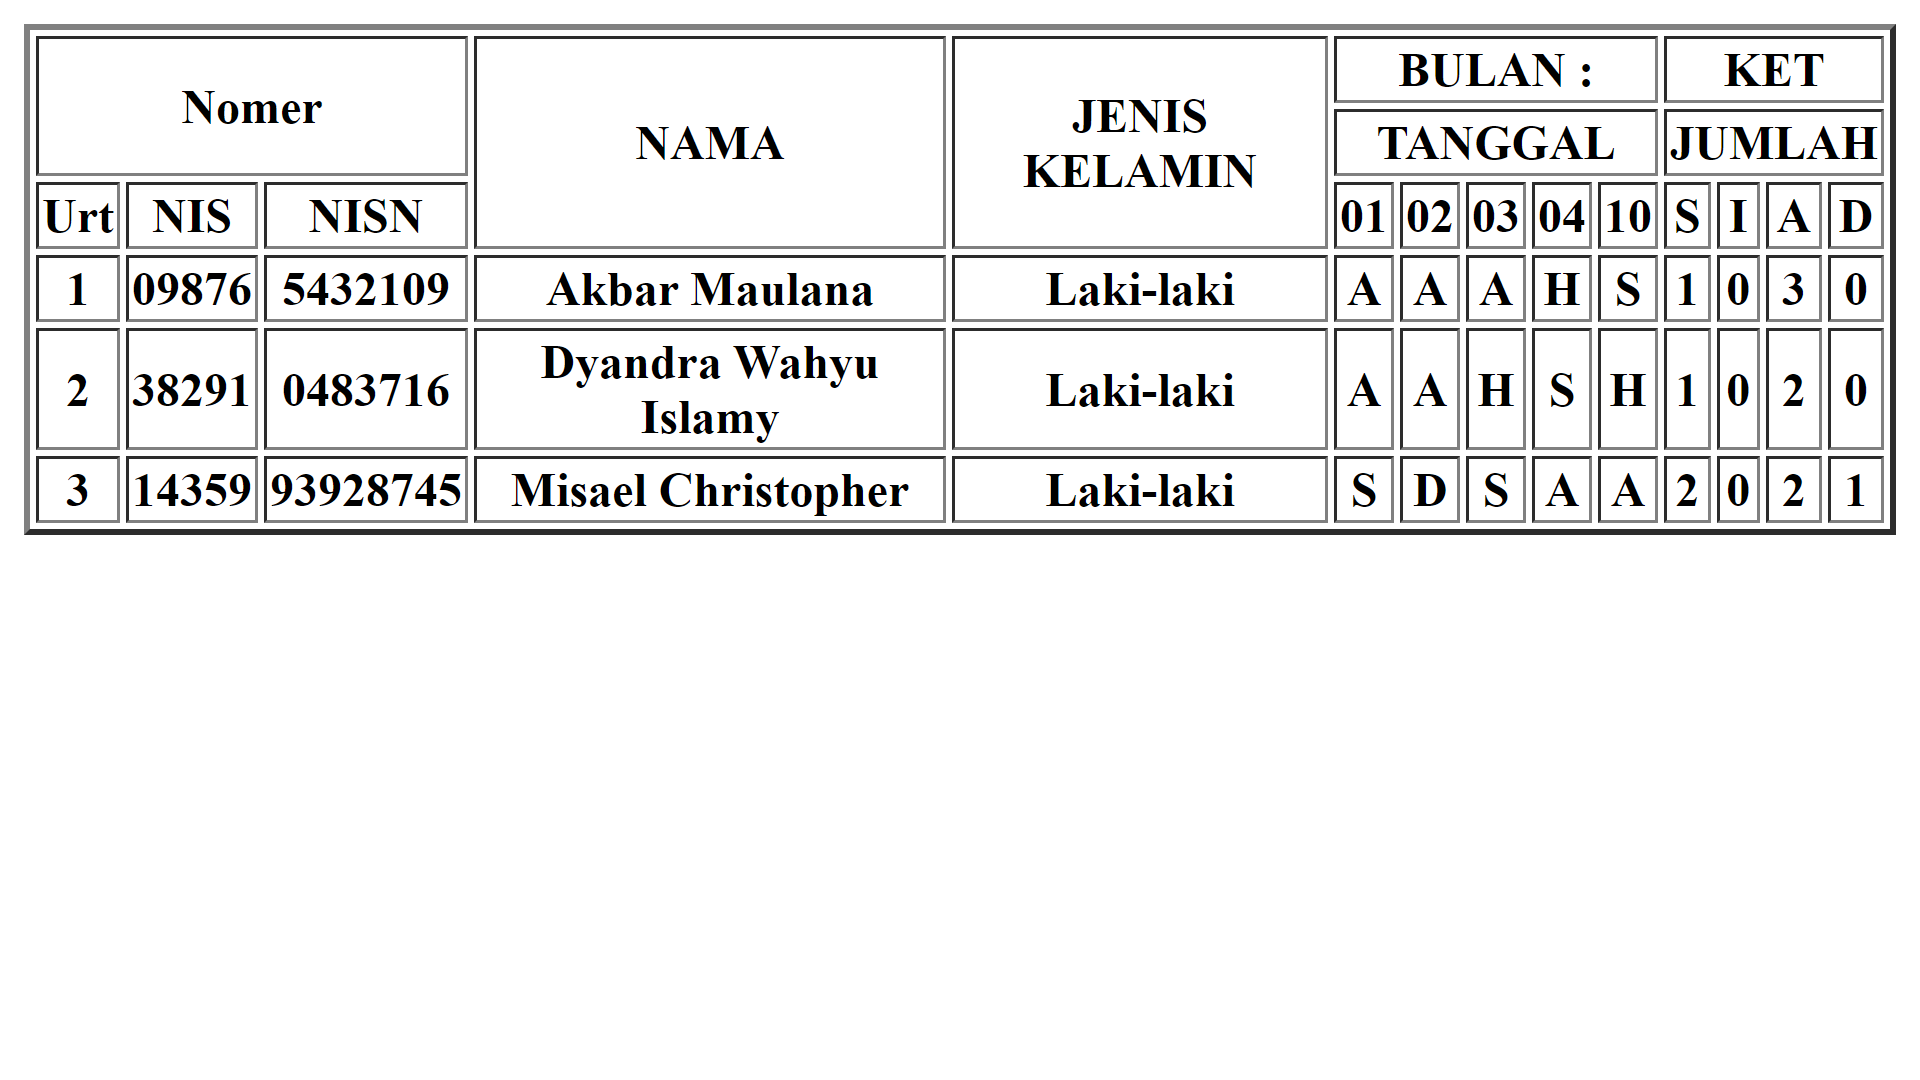 Nomer NAMA JENIS KELAMIN BULAN : KET
TANGGAL JUMLAH
Urt NIS NISN 01 02 03 04 10 S I A D
1 09876 5432109 Akbar Maulana Laki-laki A A A H S 1 0 3 0
2 38291 0483716 Dyandra Wahyu Islamy Laki-laki A A H S H 1 0 2 0
3 14359 93928745 Misael Christopher Laki-laki S D S A A 2 0 2 1